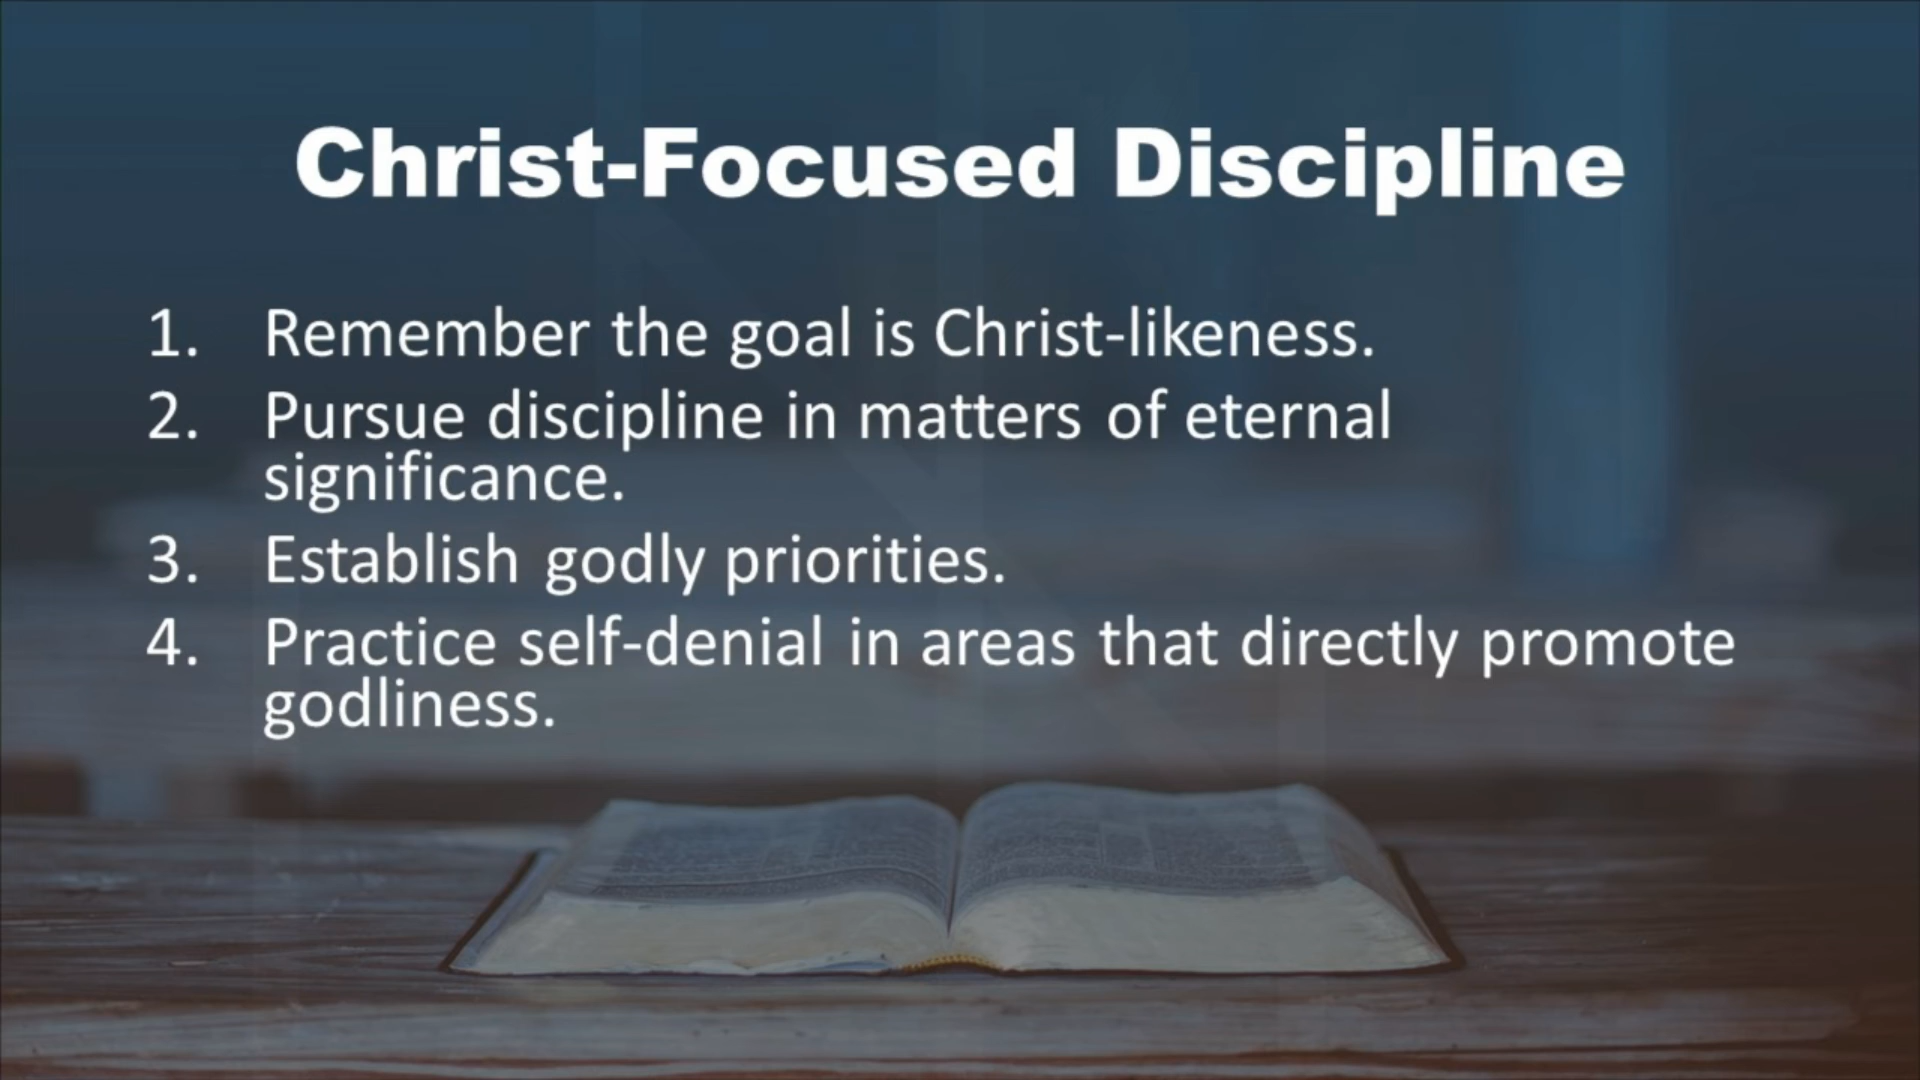 Christ-Focused Discipline
1. Remember the goal is Christ-likeness.
2. Pursue discipline in matters of eternal
significance.
3. Establish godly priorities.
4. Practice self-denial in areas that directly promote
godliness.